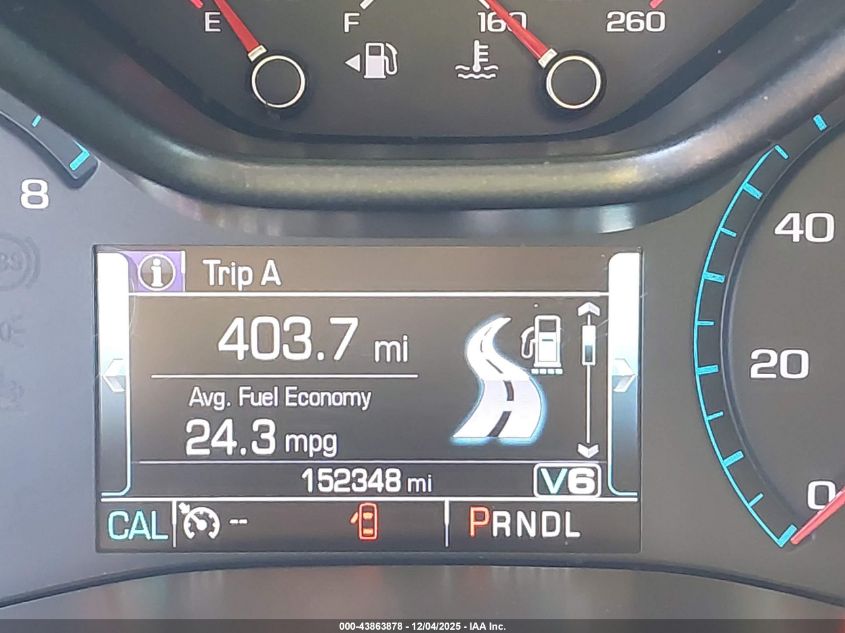 E F 160 260
8
40
20
0
Trip A
403.7 mi
Avg. Fuel Economy
24.3 mpg
152348 mi V6
CAL -- PRNDL
000-43863878 - 12/04/2025 - IAA Inc.